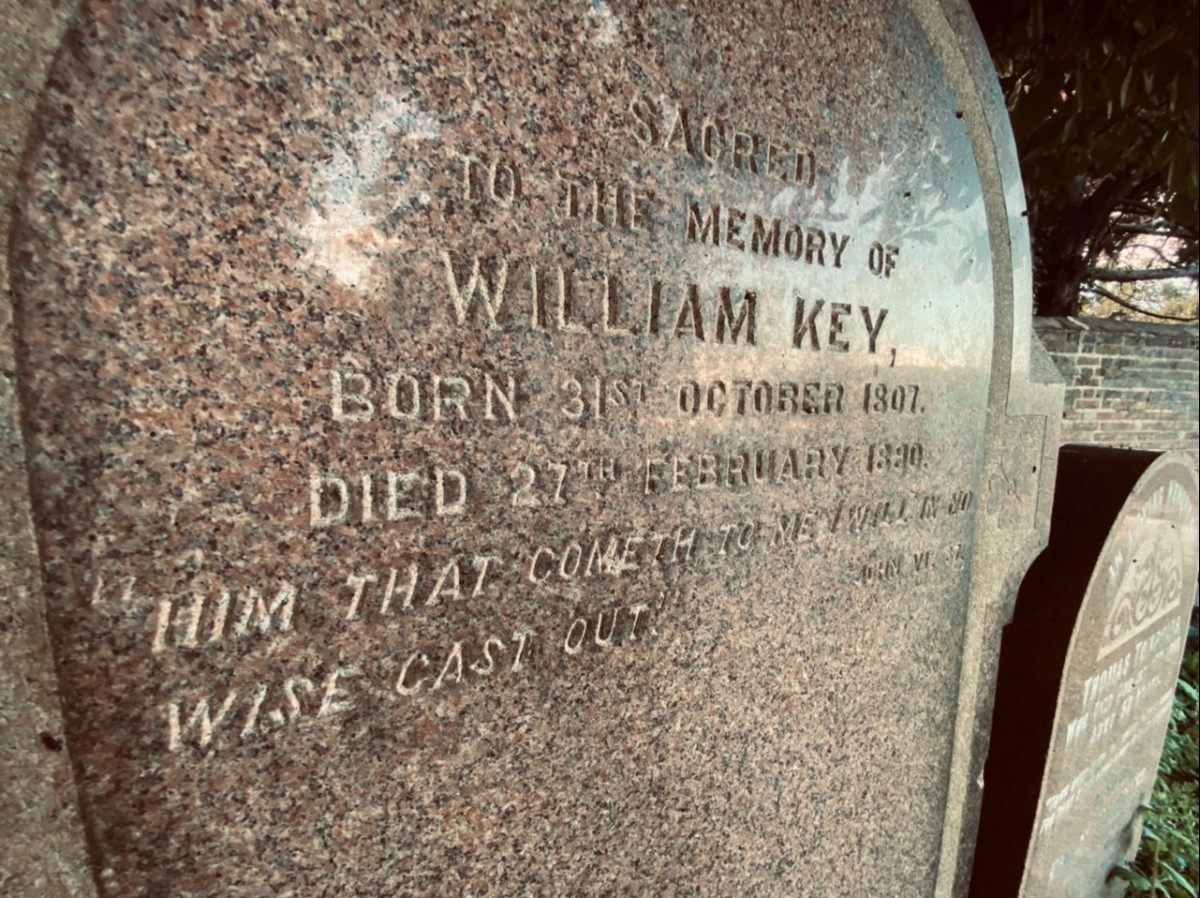 SACRED
TO THE MEMORY OF
WILLIAM KEY,
BORN 31ST OCTOBER 1807.
DIED 27TH FEBRUARY 1890.
"HIM THAT COMETH TO ME I WILL IN NO
WISE CAST OUT."
JOHN VI. 37.
THOMAS